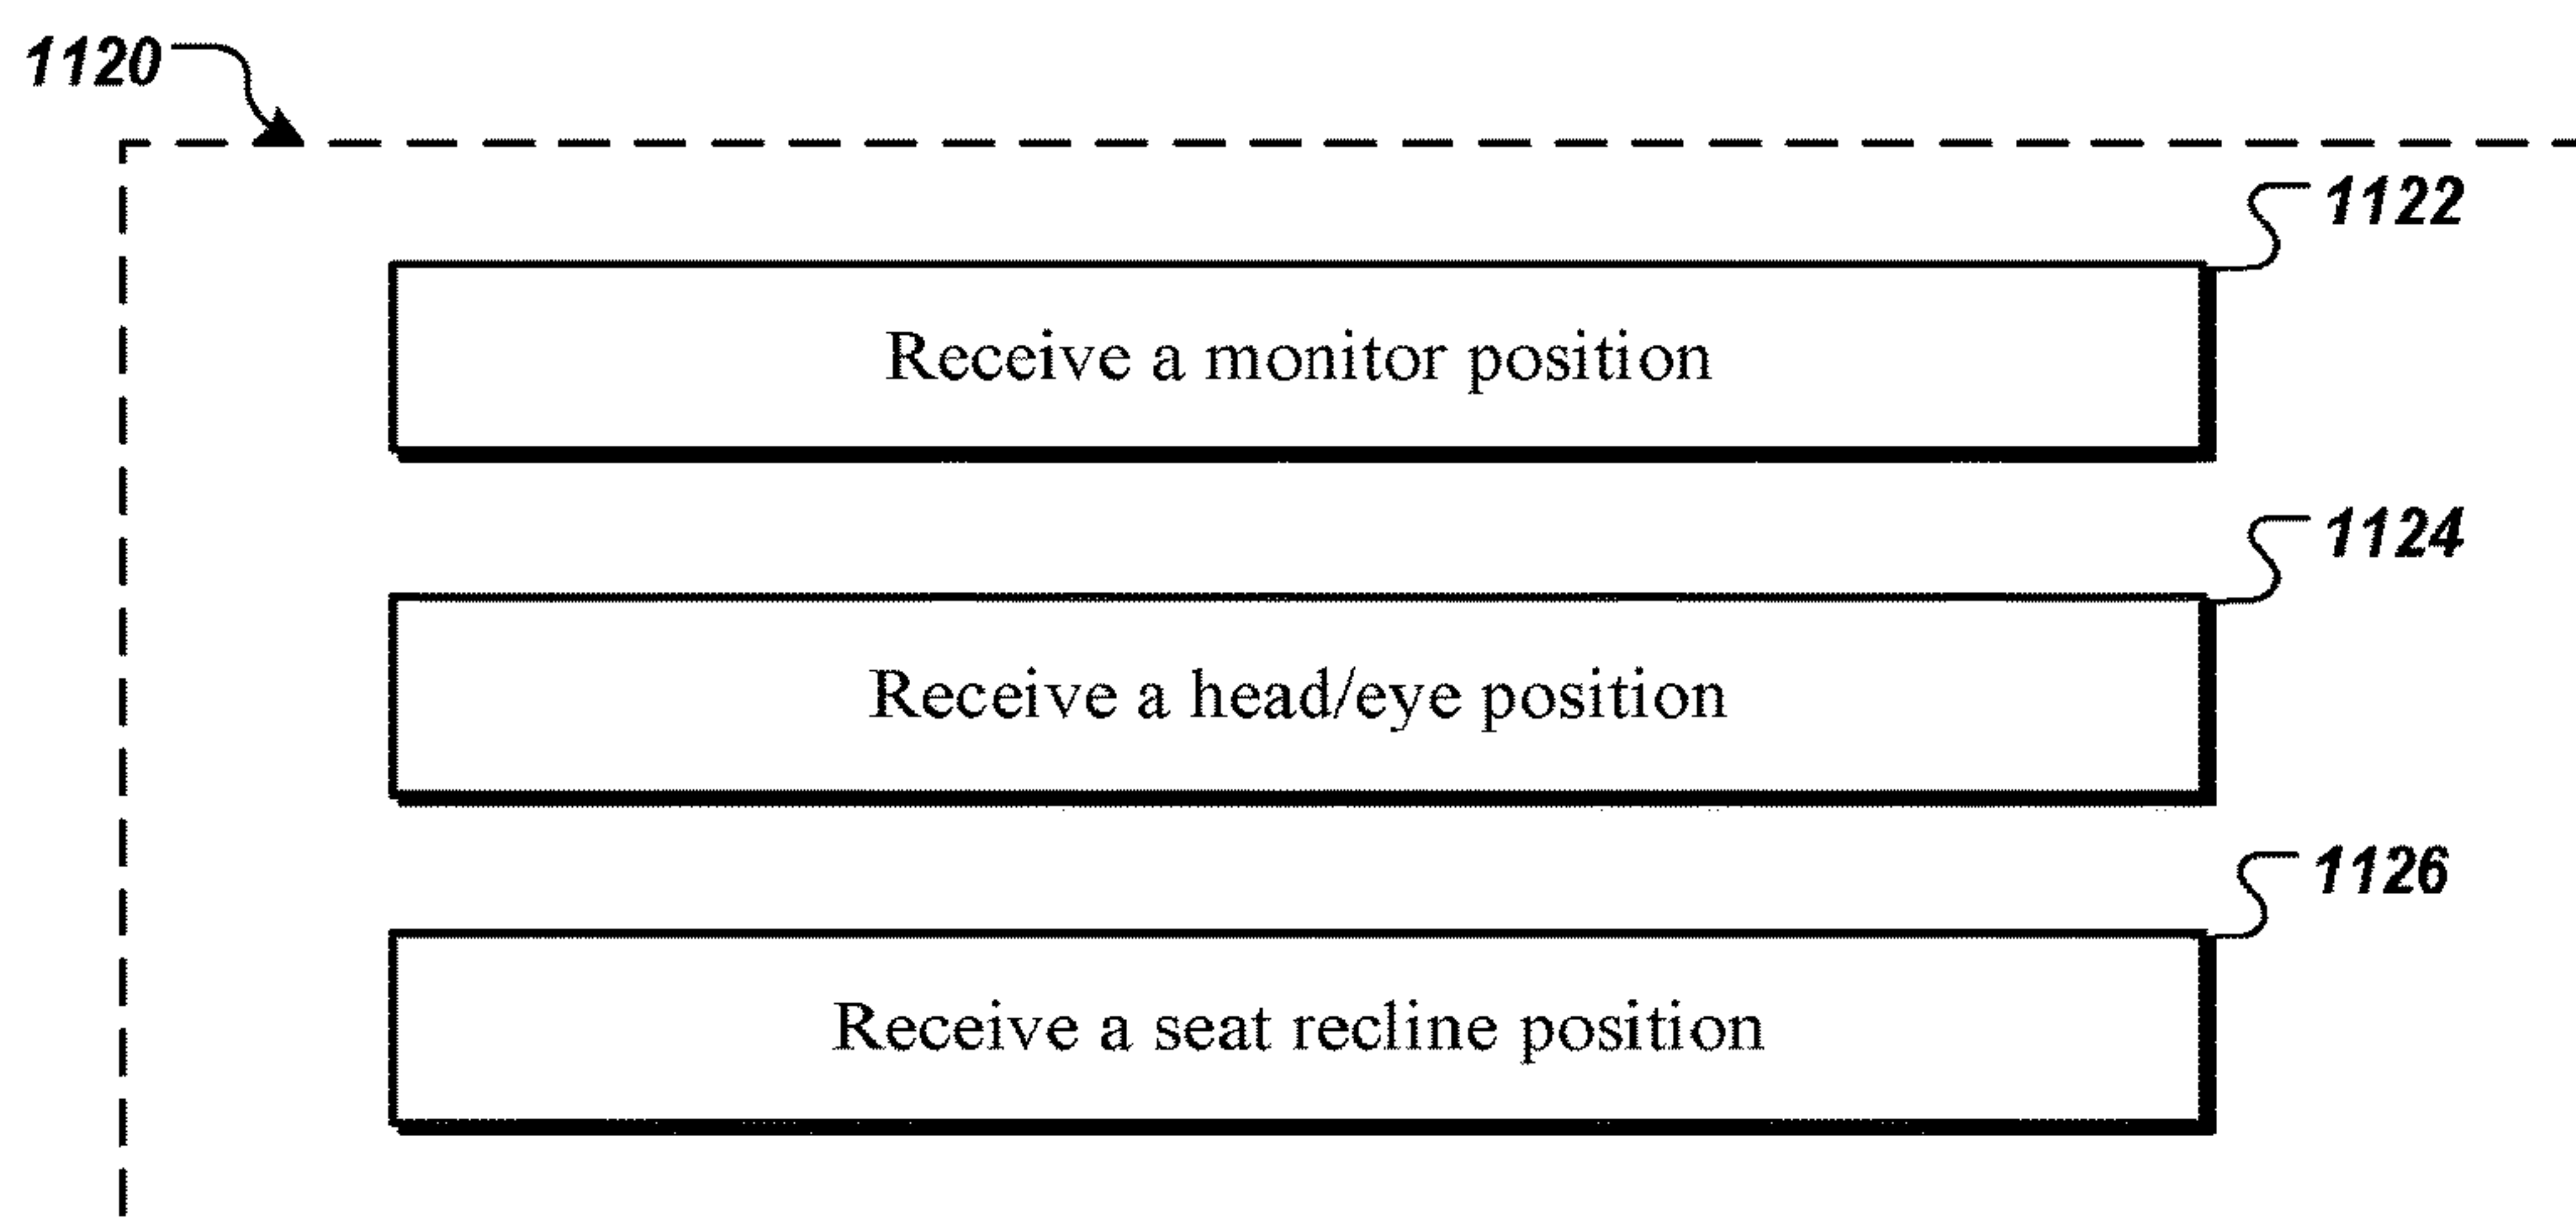 1120
1122
Receive a monitor position
1124
Receive a head/eye position
1126
Receive a seat recline position